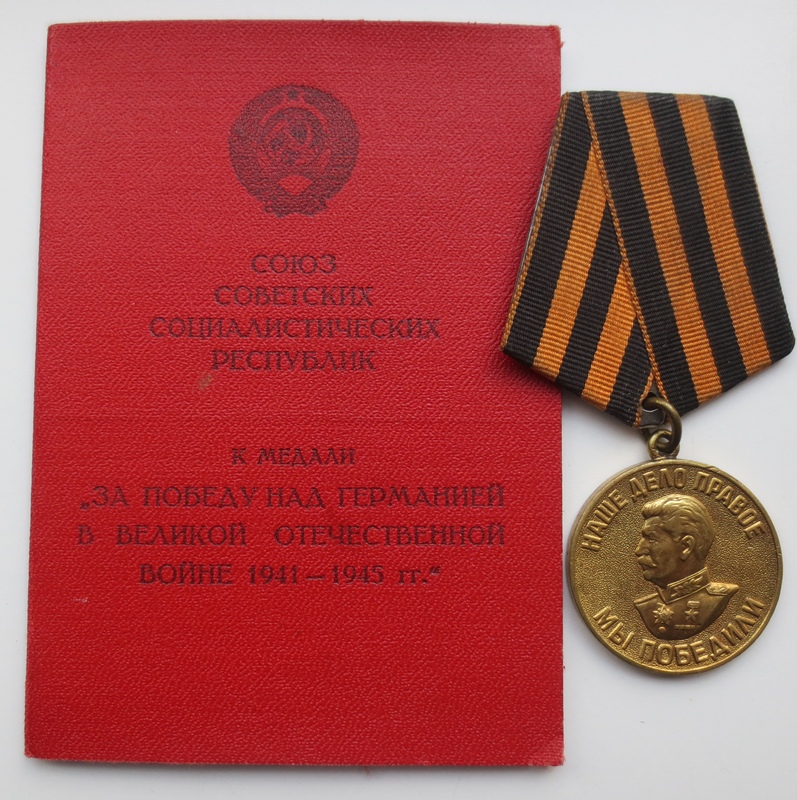 СОЮЗ
СОВЕТСКИХ
СОЦИАЛИСТИЧЕСКИХ
РЕСПУБЛИК
К МЕДАЛИ
„ЗА ПОБЕДУ НАД ГЕРМАНИЕЙ
В ВЕЛИКОЙ ОТЕЧЕСТВЕННОЙ
ВОЙНЕ 1941—1945 гг.“
НАШЕ ДЕЛО ПРАВОЕ
МЫ ПОБЕДИЛИ